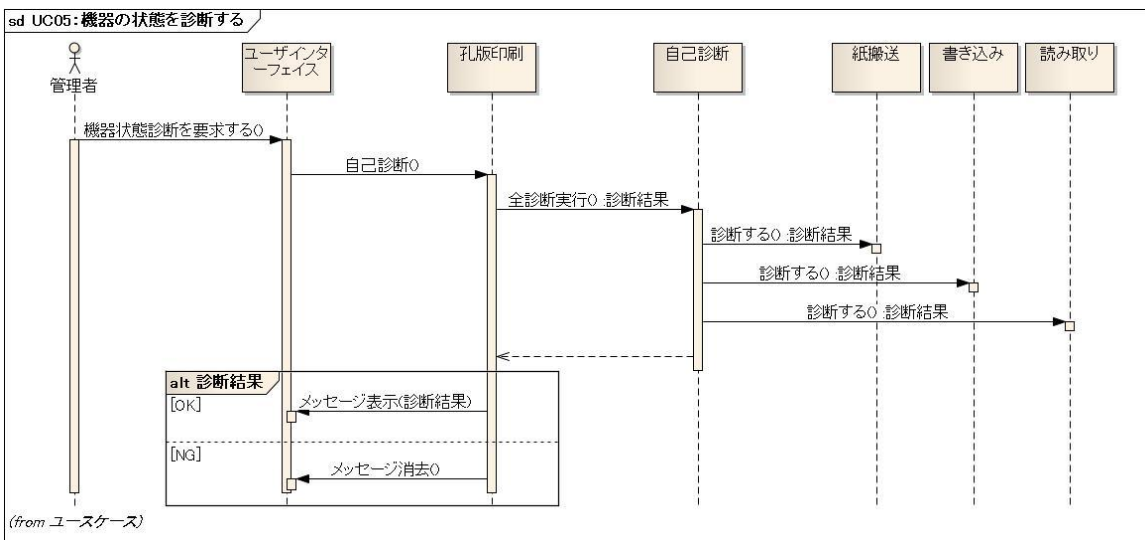 sd UC05:機器の状態を診断する
管理者
ユーザインタ
ーフェイス
孔版印刷
自己診断
紙搬送
書き込み
読み取り
機器状態診断を要求する()
自己診断()
全診断実行() :診断結果
診断する() :診断結果
診断する() :診断結果
診断する() :診断結果
alt 診断結果
[OK]
メッセージ表示(診断結果)
[NG]
メッセージ消去()
(from ユースケース)